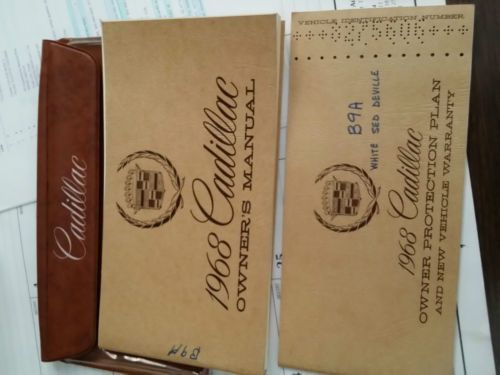 Cadillac
1968 Cadillac
OWNER'S MANUAL
B9A
VEHICLE IDENTIFICATION NUMBER
B9A
WHITE SED DEVILLE
1968 Cadillac
OWNER PROTECTION PLAN
AND NEW VEHICLE WARRANTY